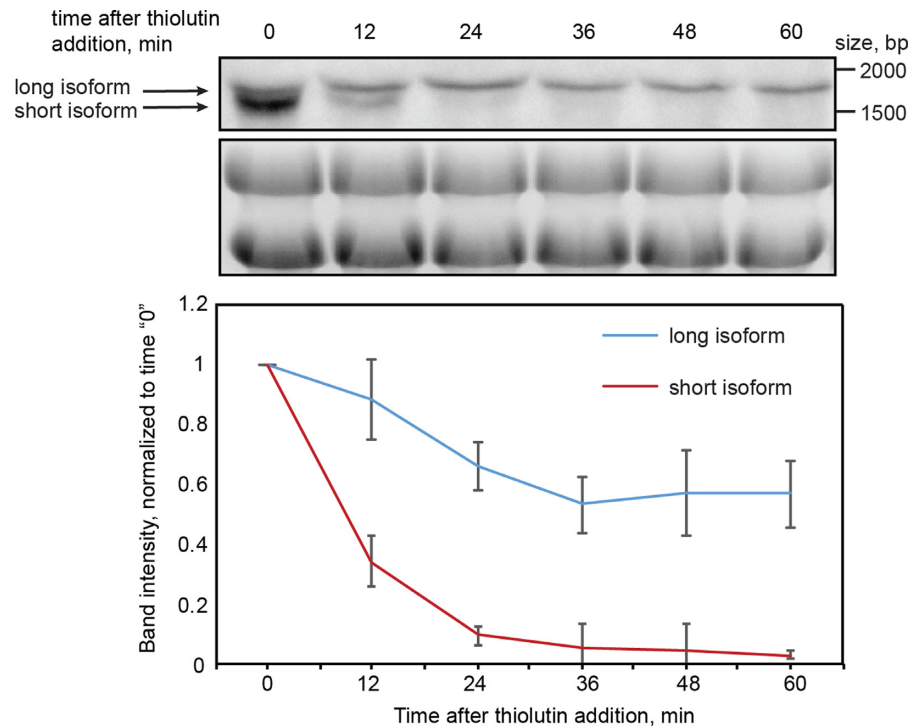 time after thiolutin
addition, min
0 12 24 36 48 60
size, bp
2000
long isoform
short isoform
1500
1.2
1
0.8
0.6
0.4
0.2
0
Band intensity, normalized to time “0”
long isoform
short isoform
0 12 24 36 48 60
Time after thiolutin addition, min